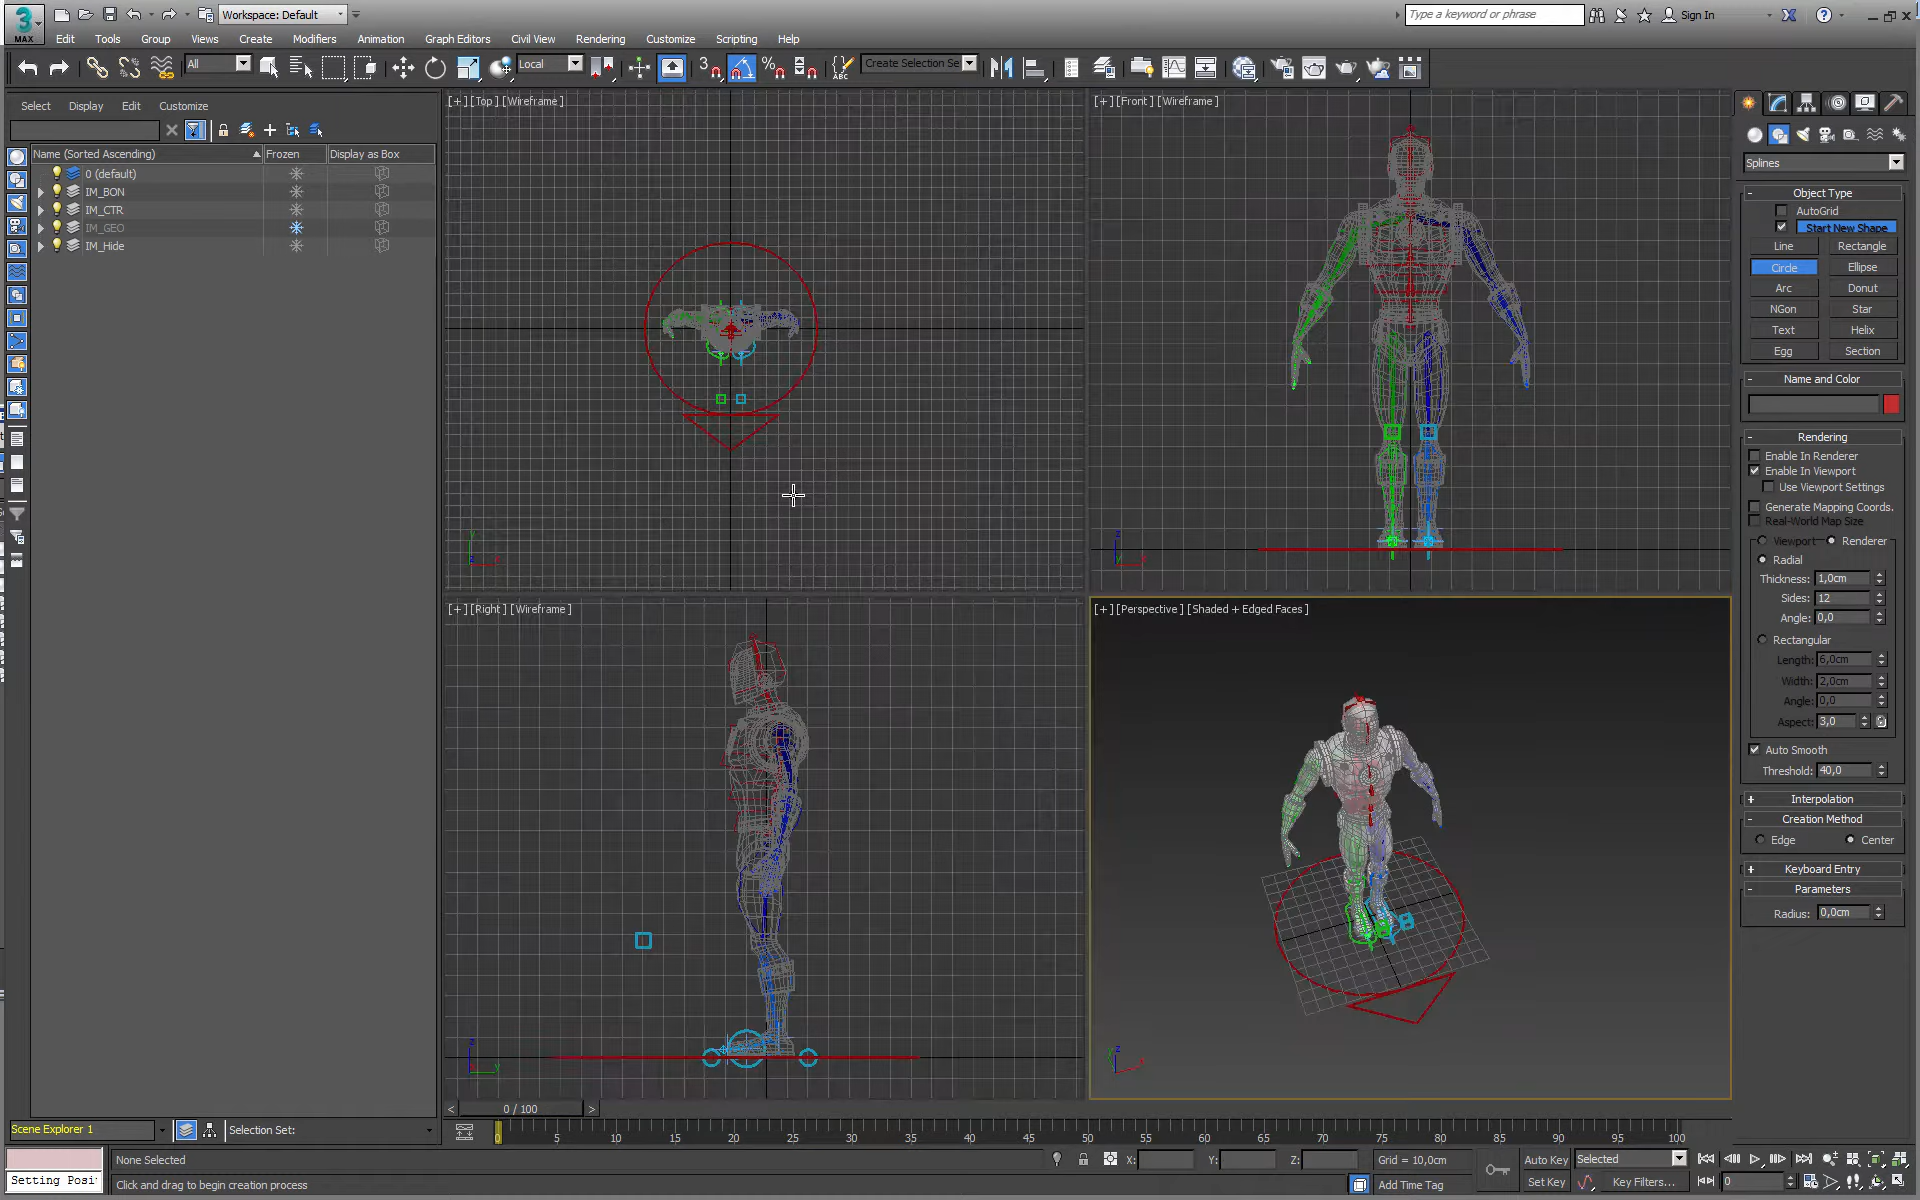 3
MAX
Workspace: Default
Type a keyword or phrase
Sign In
Edit Tools Group Views Create Modifiers Animation Graph Editors Civil View Rendering Customize Scripting Help
All
Local
3
%
ABC
Create Selection Se
Select Display Edit Customize
Name (Sorted Ascending) Frozen Display as Box
0 (default)
IM_BON
IM_CTR
IM_GEO
IM_Hide
[+] [Top] [Wireframe]
[+] [Front] [Wireframe]
[+] [Right] [Wireframe]
[+] [Perspective] [Shaded + Edged Faces]
Splines
- Object Type
AutoGrid
Start New Shape
Line Rectangle
Circle Ellipse
Arc Donut
NGon Star
Text Helix
Egg Section
- Name and Color
- Rendering
Enable In Renderer
Enable In Viewport
Use Viewport Settings
Generate Mapping Coords.
Real-World Map Size
Viewport Renderer
Radial
Thickness: 1,0cm
Sides: 12
Angle: 0,0
Rectangular
Length: 6,0cm
Width: 2,0cm
Angle: 0,0
Aspect: 3,0
Auto Smooth
Threshold: 40,0
+ Interpolation
- Creation Method
Edge Center
+ Keyboard Entry
- Parameters
Radius: 0,0cm
< 0 / 100 >
Scene Explorer 1
Selection Set:
0 5 10 15 20 25 30 35 40 45 50 55 60 65 70 75 80 85 90 95 100
None Selected
X: Y: Z:
Grid = 10,0cm
Auto Key
Selected
Setting Posi
Click and drag to begin creation process
Add Time Tag
Set Key
Key Filters...
0